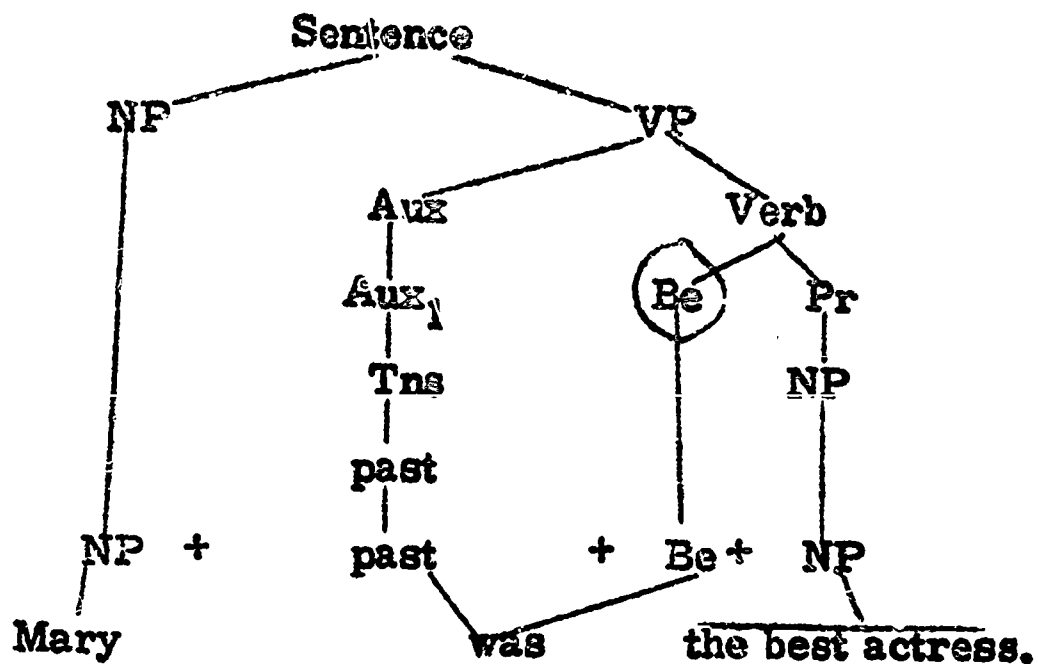 Sentence
NP VP
Aux Verb
Aux1 Be Pr
Tns NP
past
NP + past + Be + NP
Mary was the best actress.